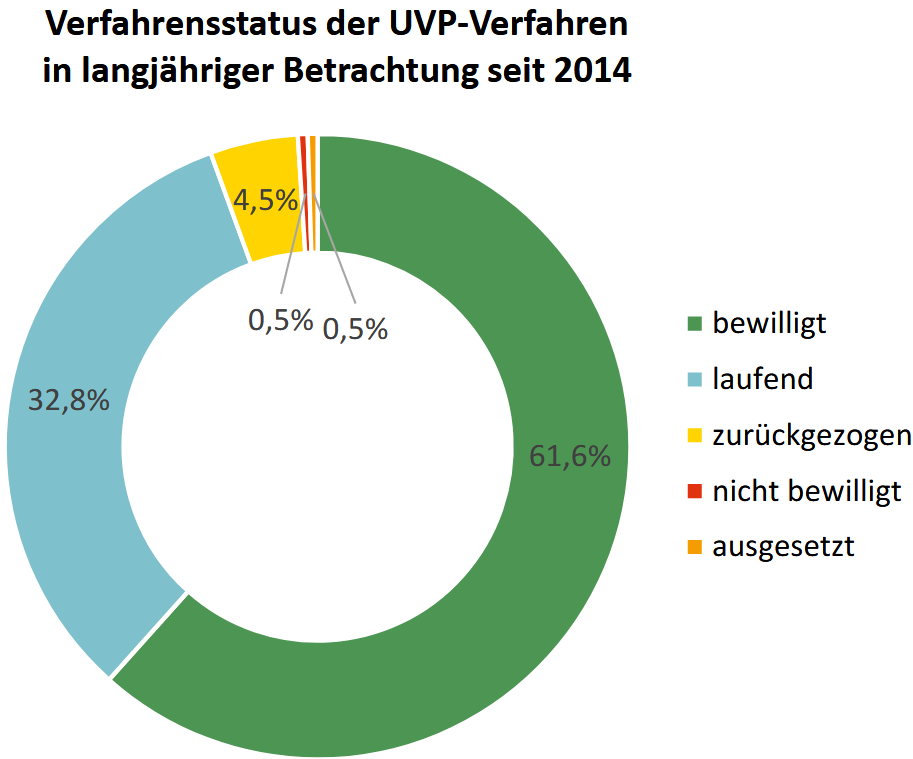 Verfahrensstatus der UVP-Verfahren
in langjähriger Betrachtung seit 2014
4,5%
0,5%
0,5%
32,8%
61,6%
bewilligt
laufend
zurückgezogen
nicht bewilligt
ausgesetzt